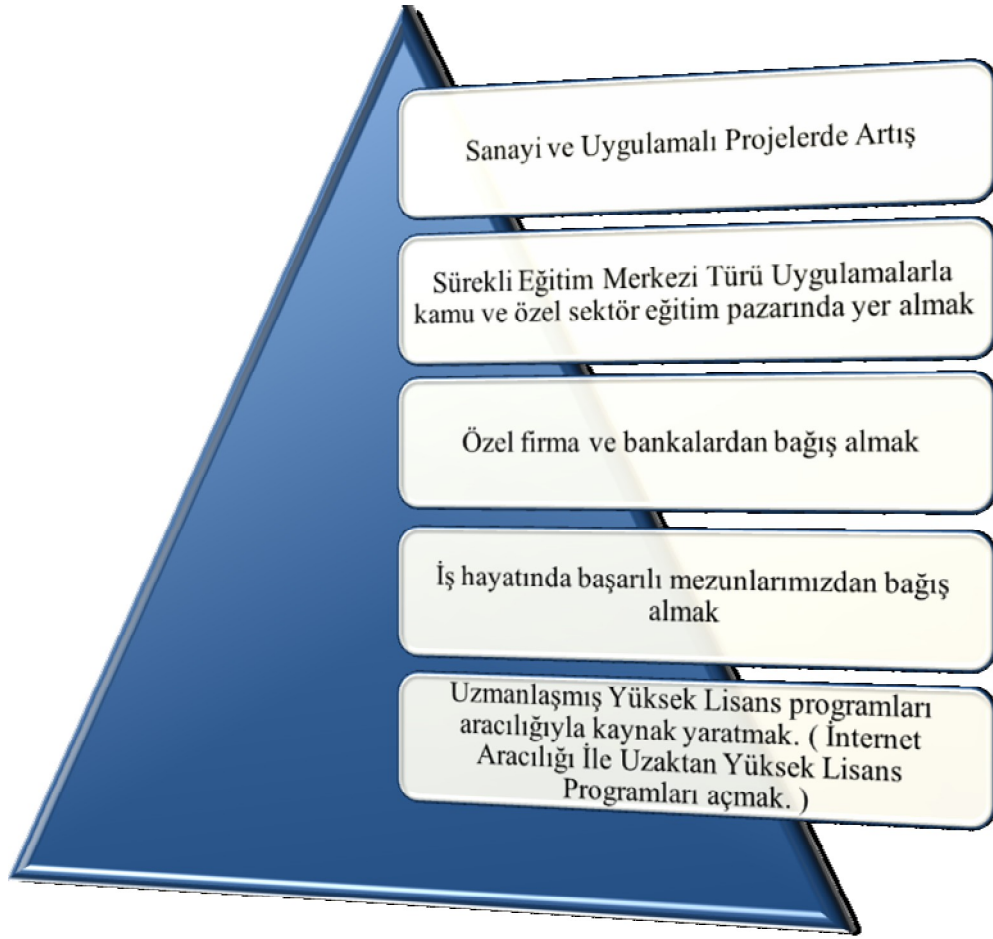 Sanayi ve Uygulamalı Projelerde Artış
Sürekli Eğitim Merkezi Türü Uygulamalarla
kamu ve özel sektör eğitim pazarında yer almak
Özel firma ve bankalardan bağış almak
İş hayatında başarılı mezunlarımızdan bağış
almak
Uzmanlaşmış Yüksek Lisans programları
aracılığıyla kaynak yaratmak. ( İnternet
Aracılığı İle Uzaktan Yüksek Lisans
Programları açmak. )